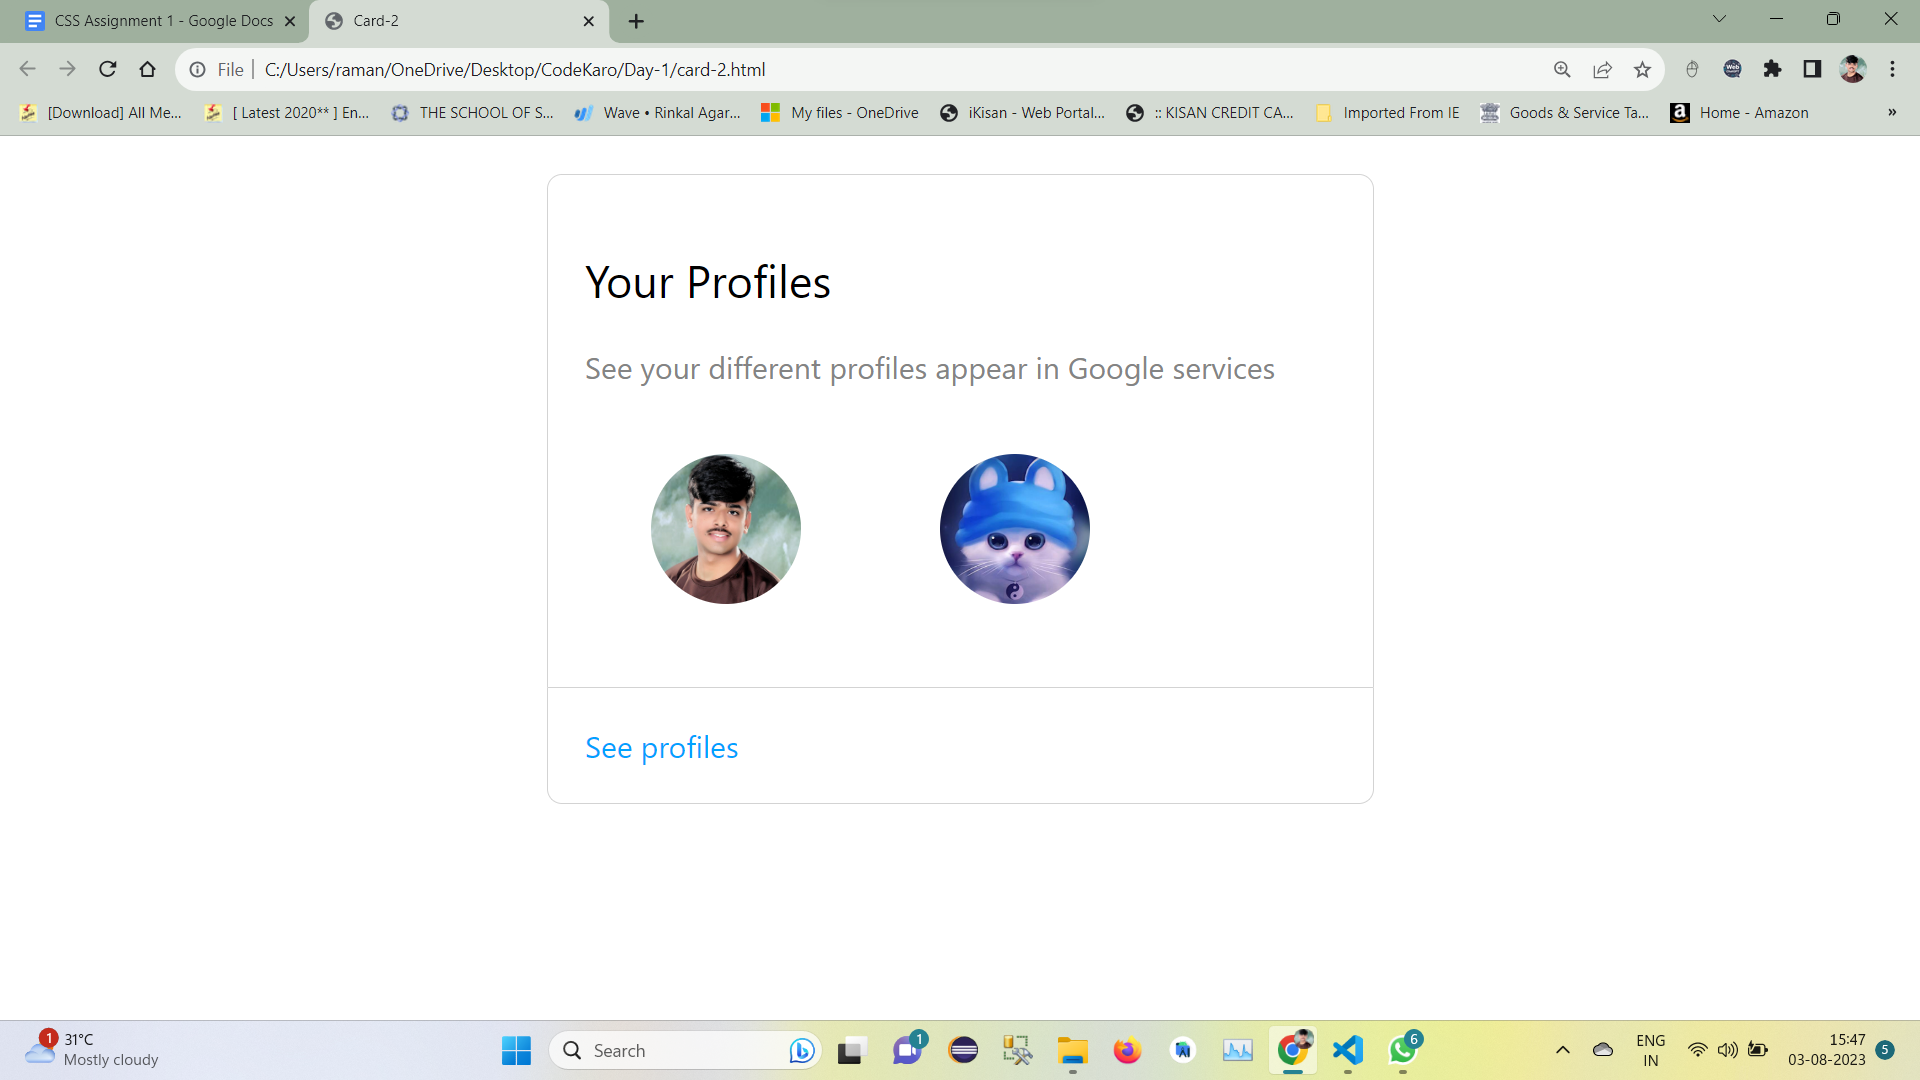 CSS Assignment 1 - Google Docs
Card-2
File
C:/Users/raman/OneDrive/Desktop/CodeKaro/Day-1/card-2.html
[Download] All Me...
[ Latest 2020** ] En...
THE SCHOOL OF S...
Wave • Rinkal Agar...
My files - OneDrive
iKisan - Web Portal...
:: KISAN CREDIT CA...
Imported From IE
Goods & Service Ta...
Home - Amazon
»
Your Profiles
See your different profiles appear in Google services
See profiles
1
31°C
Mostly cloudy
Search
1
6
ENG
IN
15:47
03-08-2023
5